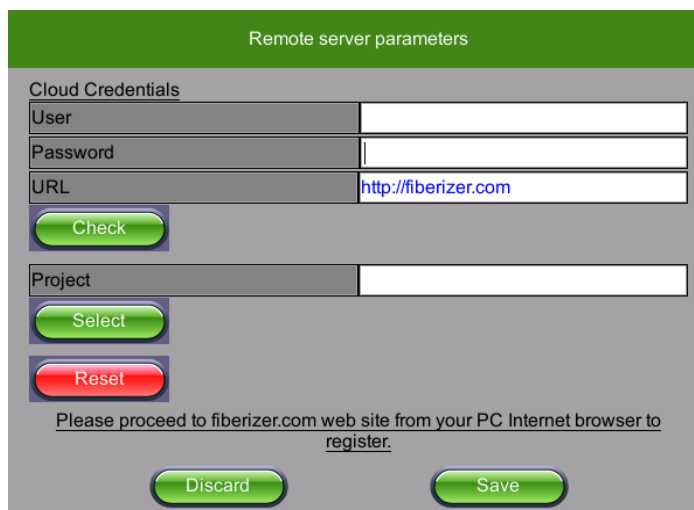 Remote server parameters
Cloud Credentials
User
Password
URL http://fiberizer.com
Check
Project
Select
Reset
Please proceed to fiberizer.com web site from your PC Internet browser to
register.
Discard Save